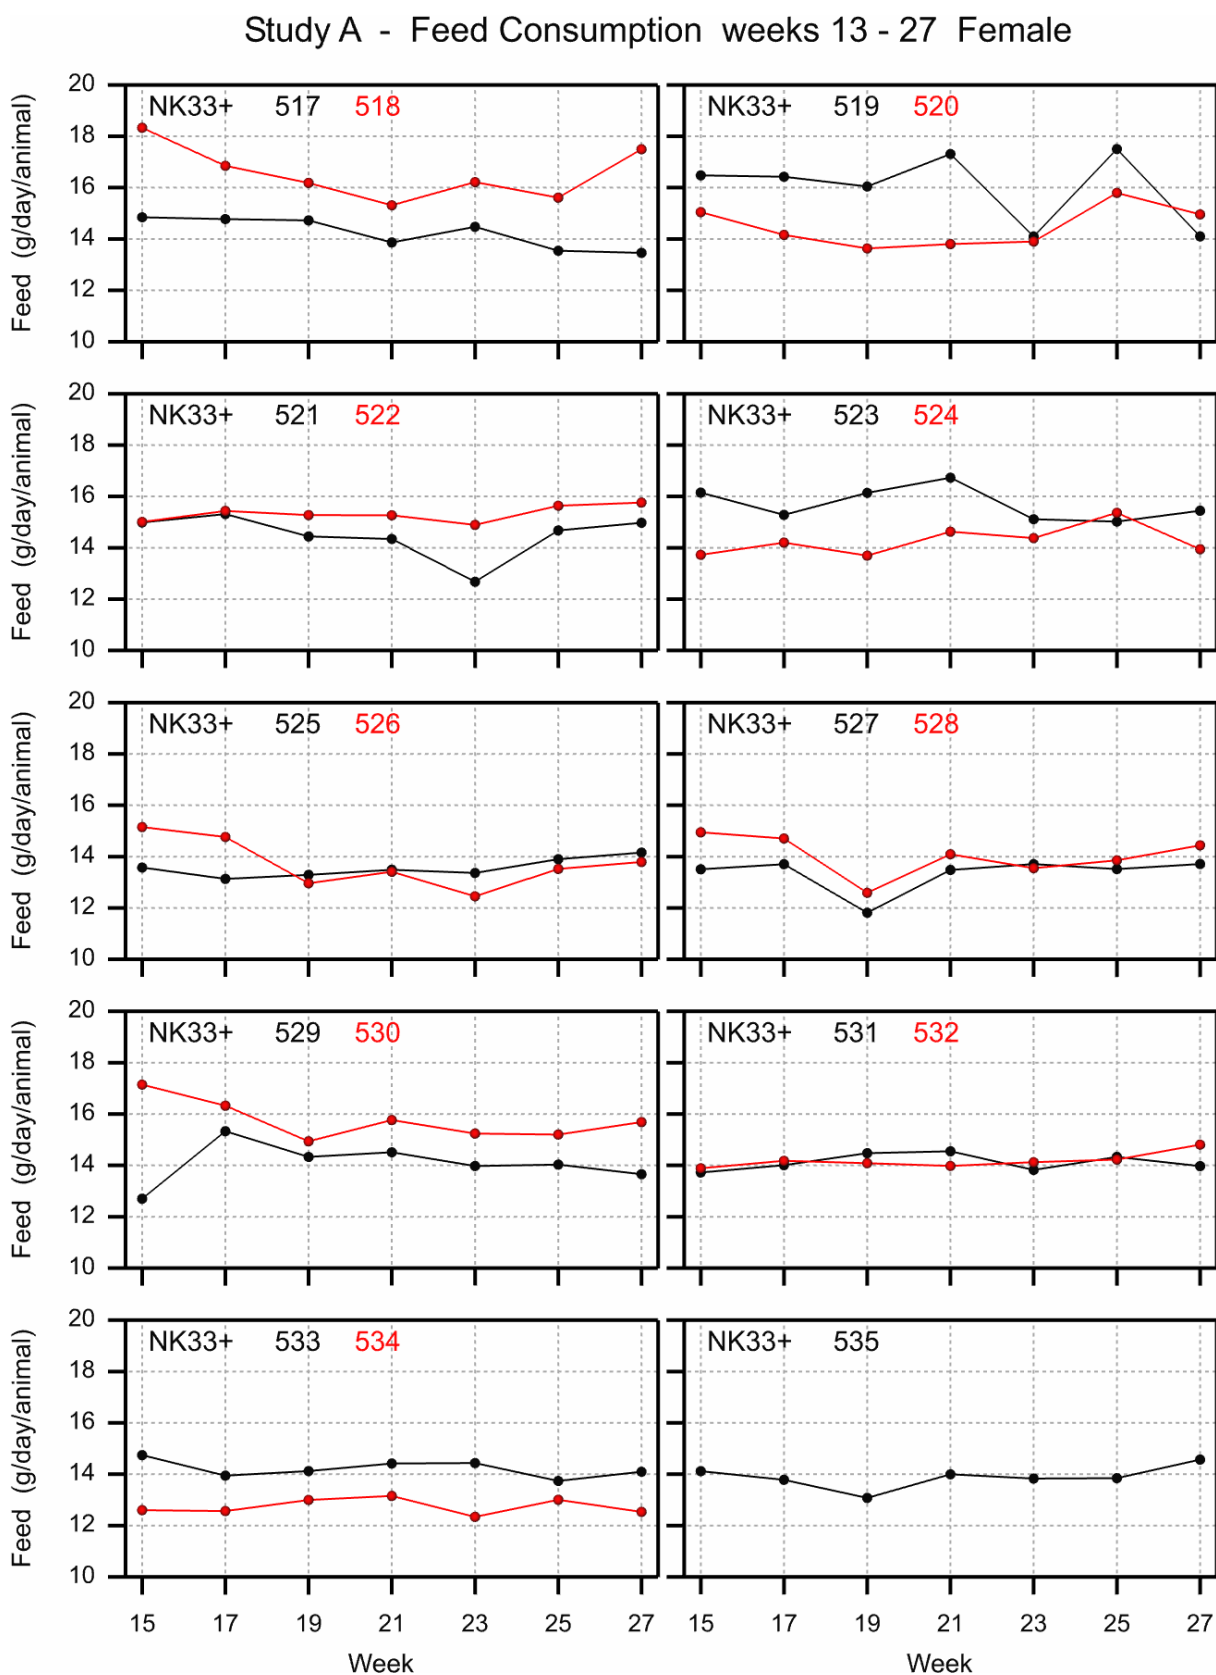 Study A - Feed Consumption weeks 13 - 27 Female
Feed (g/day/animal)
20
18
16
14
12
10
NK33+ 517 518
NK33+ 519 520
Feed (g/day/animal)
20
18
16
14
12
10
NK33+ 521 522
NK33+ 523 524
Feed (g/day/animal)
20
18
16
14
12
10
NK33+ 525 526
NK33+ 527 528
Feed (g/day/animal)
20
18
16
14
12
10
NK33+ 529 530
NK33+ 531 532
Feed (g/day/animal)
20
18
16
14
12
10
NK33+ 533 534
NK33+ 535
15 17 19 21 23 25 27
15 17 19 21 23 25 27
Week
Week